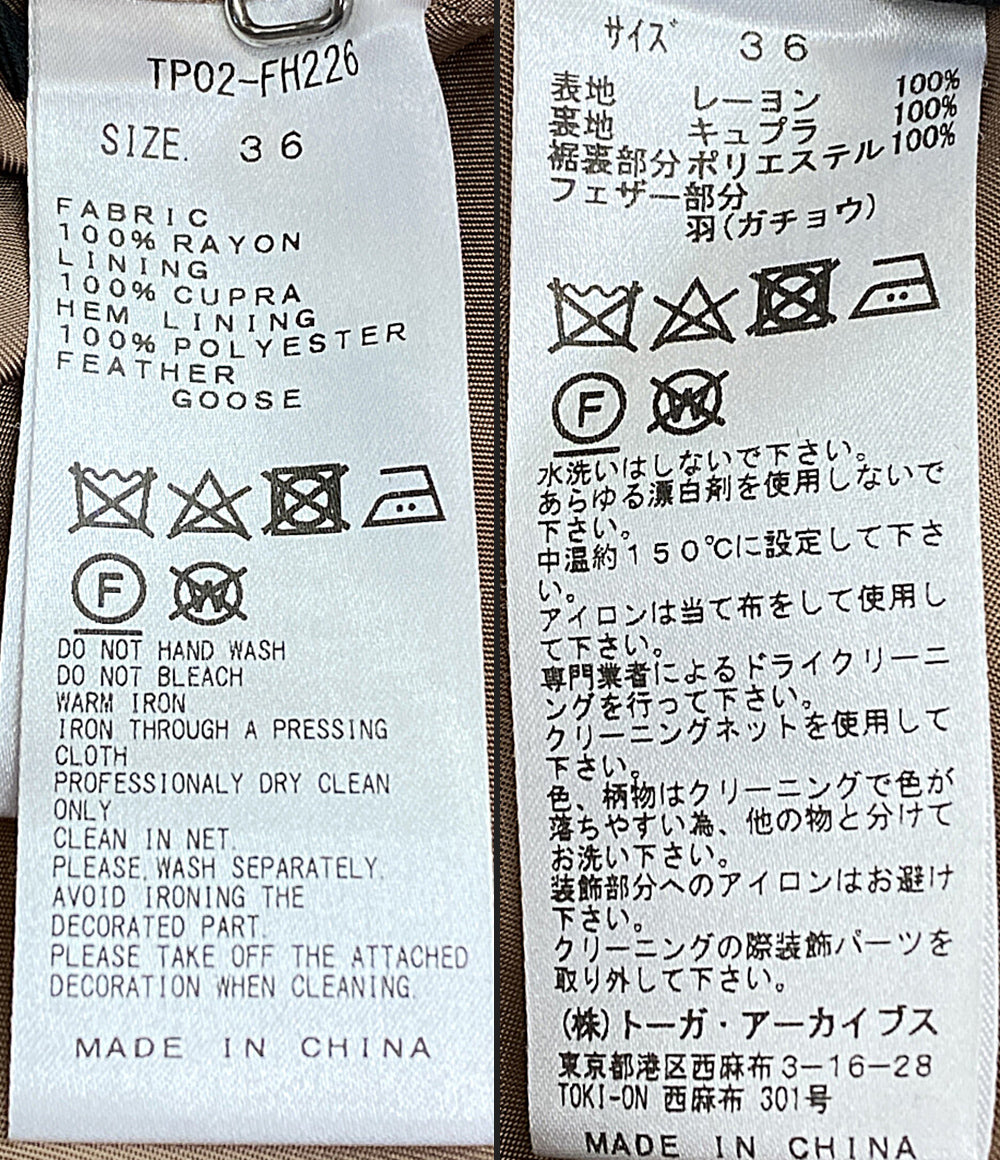 TP02-FH226
SIZE. 36
FABRIC
100% RAYON
LINING
100% CUPRA
HEM LINING
100% POLYESTER
FEATHER
GOOSE
F
W
DO NOT HAND WASH
DO NOT BLEACH
WARM IRON
IRON THROUGH A PRESSING
CLOTH
PROFESSIONALY DRY CLEAN
ONLY
CLEAN IN NET.
PLEASE, WASH SEPARATELY.
AVOID IRONING THE
DECORATED PART.
PLEASE TAKE OFF THE ATTACHED
DECORATION WHEN CLEANING.
MADE IN CHINA
サイズ 36
表地 レーヨン 100%
裏地 キュプラ 100%
裾裏部分 ポリエステル 100%
フェザー部分
羽(ガチョウ)
F
W
水洗いはしないで下さい。
あらゆる漂白剤を使用しないで
下さい。
中温約150℃に設定して下さ
い。
アイロンは当て布をして使用し
て下さい。
専門業者によるドライクリーニ
ングを行って下さい。
クリーニングネットを使用して
下さい。
色、柄物はクリーニングで色が
落ちやすい為、他の物と分けて
お洗い下さい。
装飾部分へのアイロンはお避け
下さい。
クリーニングの際装飾パーツを
取り外して下さい。
(株)トーガ・アーカイブス
東京都港区西麻布3-16-28
TOKI-ON 西麻布 301号
MADE IN CHINA